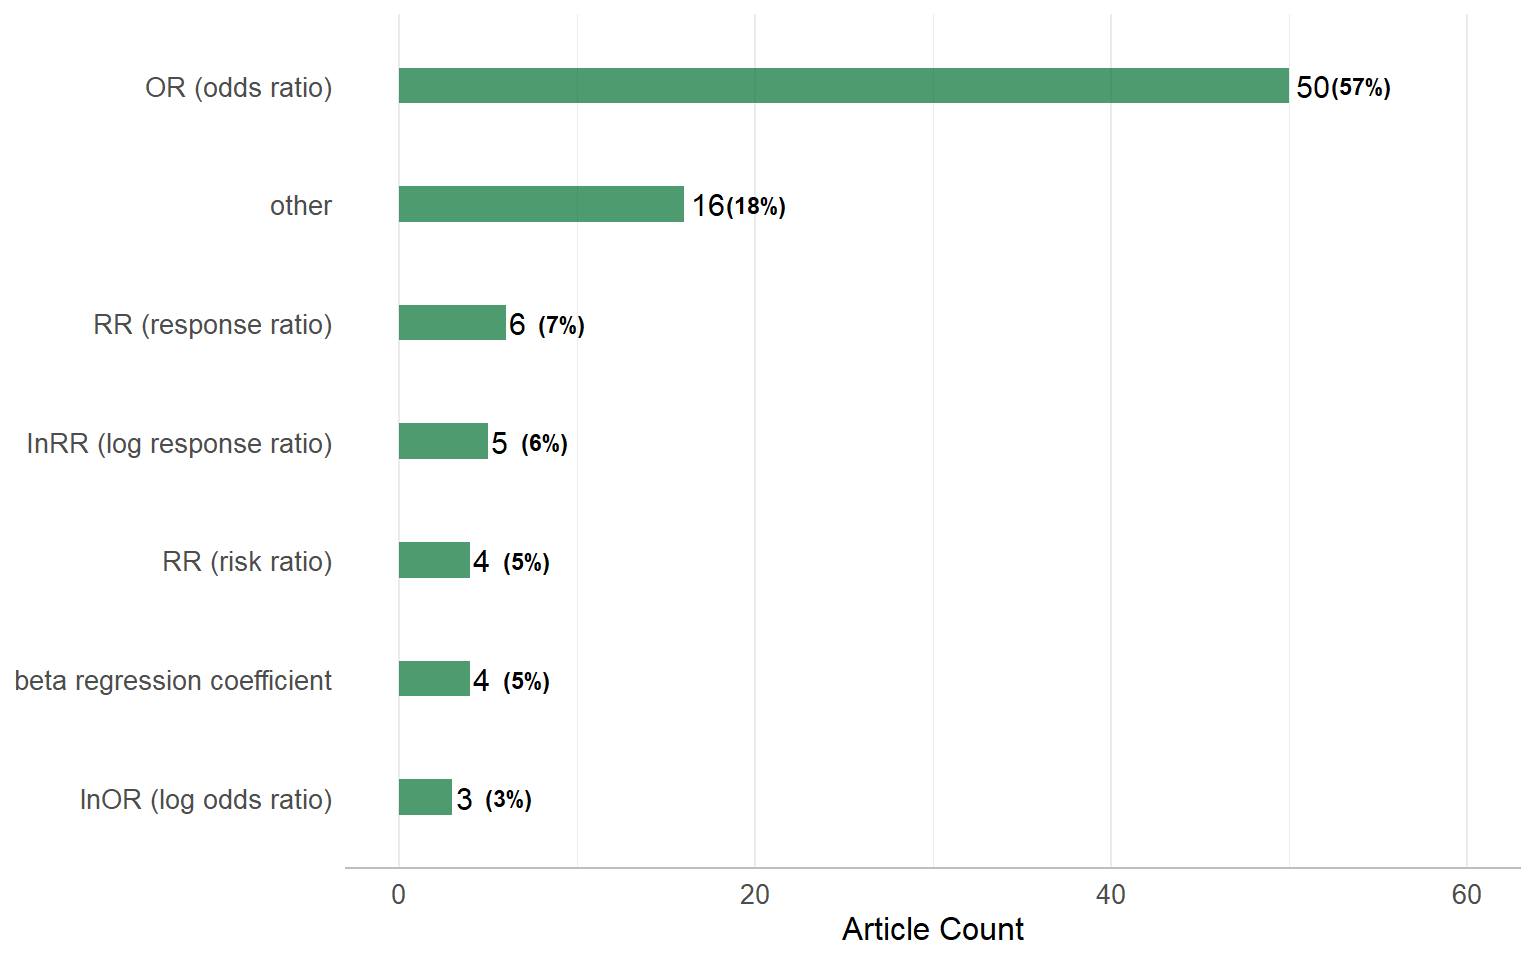 OR (odds ratio) 50(57%)
other 16(18%)
RR (response ratio) 6 (7%)
lnRR (log response ratio) 5 (6%)
RR (risk ratio) 4 (5%)
beta regression coefficient 4 (5%)
lnOR (log odds ratio) 3 (3%)
0 20 40 60
Article Count